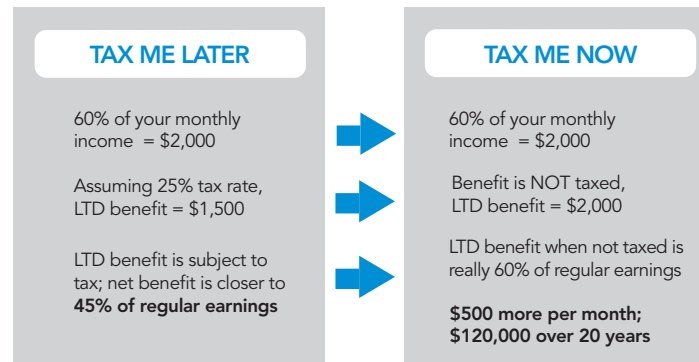 TAX ME LATER
60% of your monthly
income = $2,000
Assuming 25% tax rate,
LTD benefit = $1,500
LTD benefit is subject to
tax; net benefit is closer to
45% of regular earnings
TAX ME NOW
60% of your monthly
income = $2,000
Benefit is NOT taxed,
LTD benefit = $2,000
LTD benefit when not taxed is
really 60% of regular earnings
$500 more per month;
$120,000 over 20 years